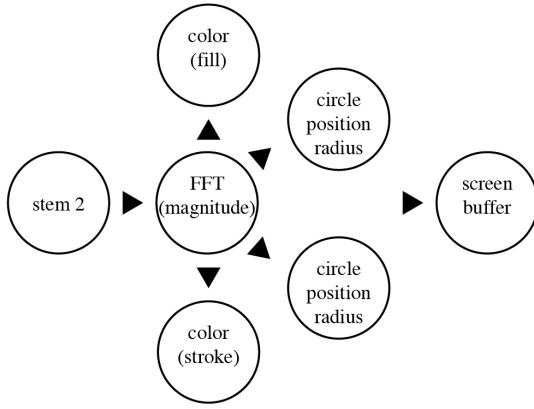 color
(fill)
circle
position
radius
stem 2
FFT
(magnitude)
screen
buffer
circle
position
radius
color
(stroke)